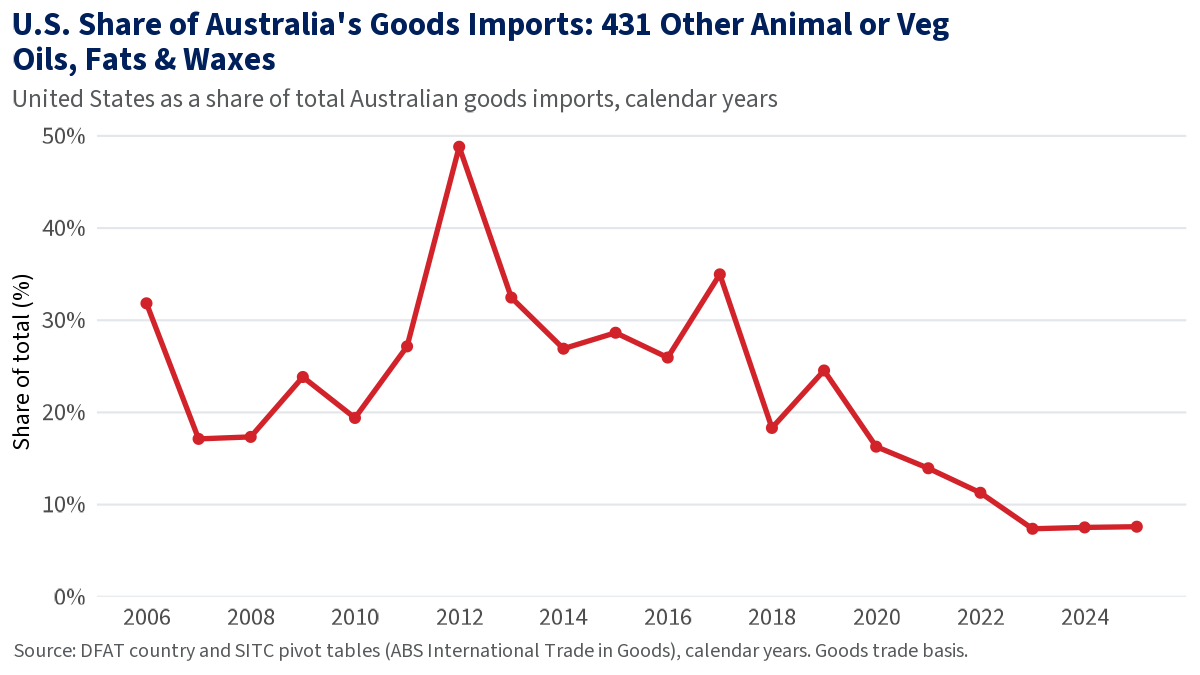 U.S. Share of Australia's Goods Imports: 431 Other Animal or Veg
Oils, Fats & Waxes
United States as a share of total Australian goods imports, calendar years
50%
40%
30%
20%
10%
0%
Share of total (%)
2006 2008 2010 2012 2014 2016 2018 2020 2022 2024
Source: DFAT country and SITC pivot tables (ABS International Trade in Goods), calendar years. Goods trade basis.